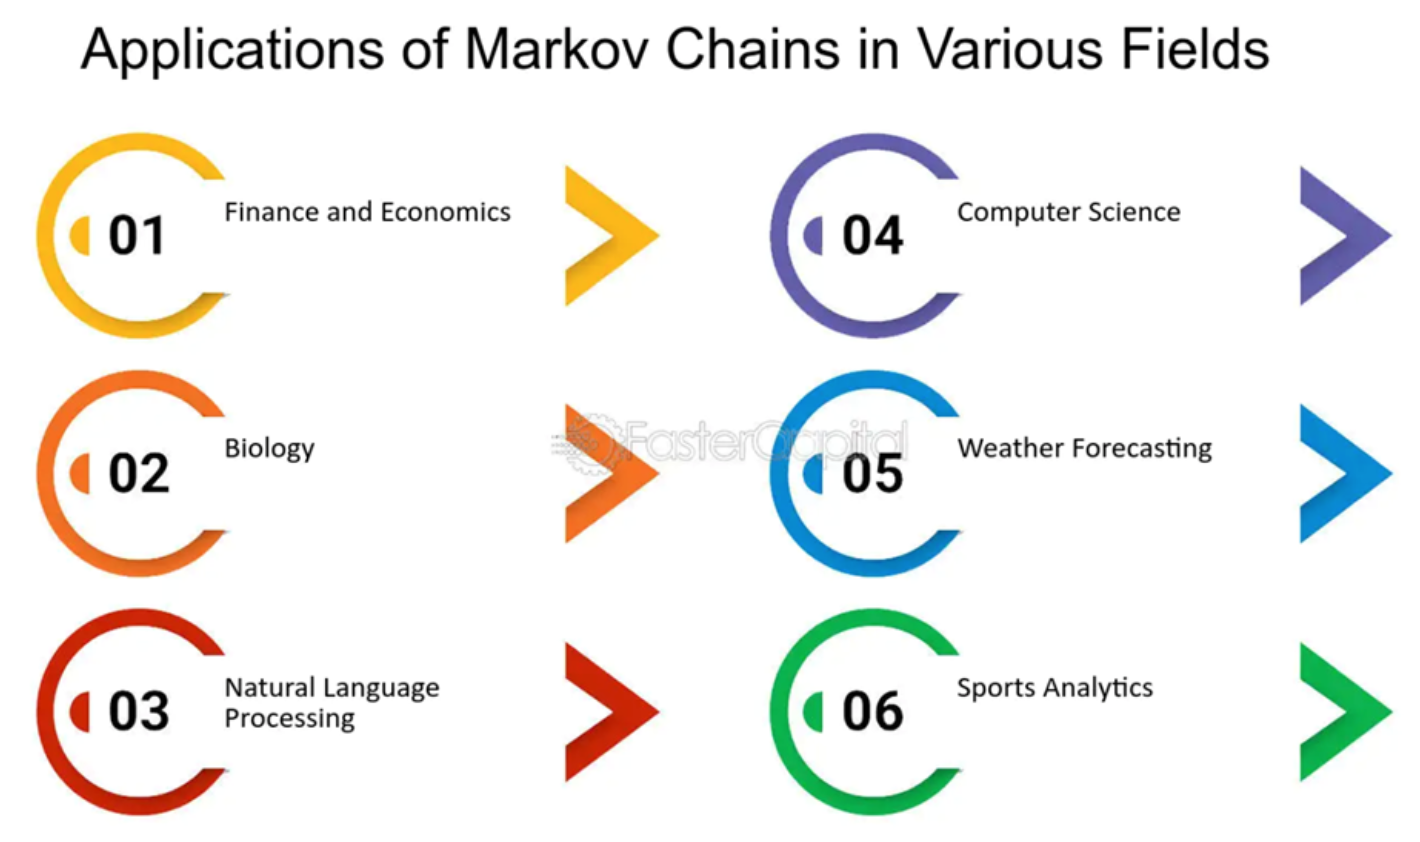 Applications of Markov Chains in Various Fields
01
Finance and Economics
02
Biology
03
Natural Language
Processing
04
Computer Science
FasterCapital
05
Weather Forecasting
06
Sports Analytics